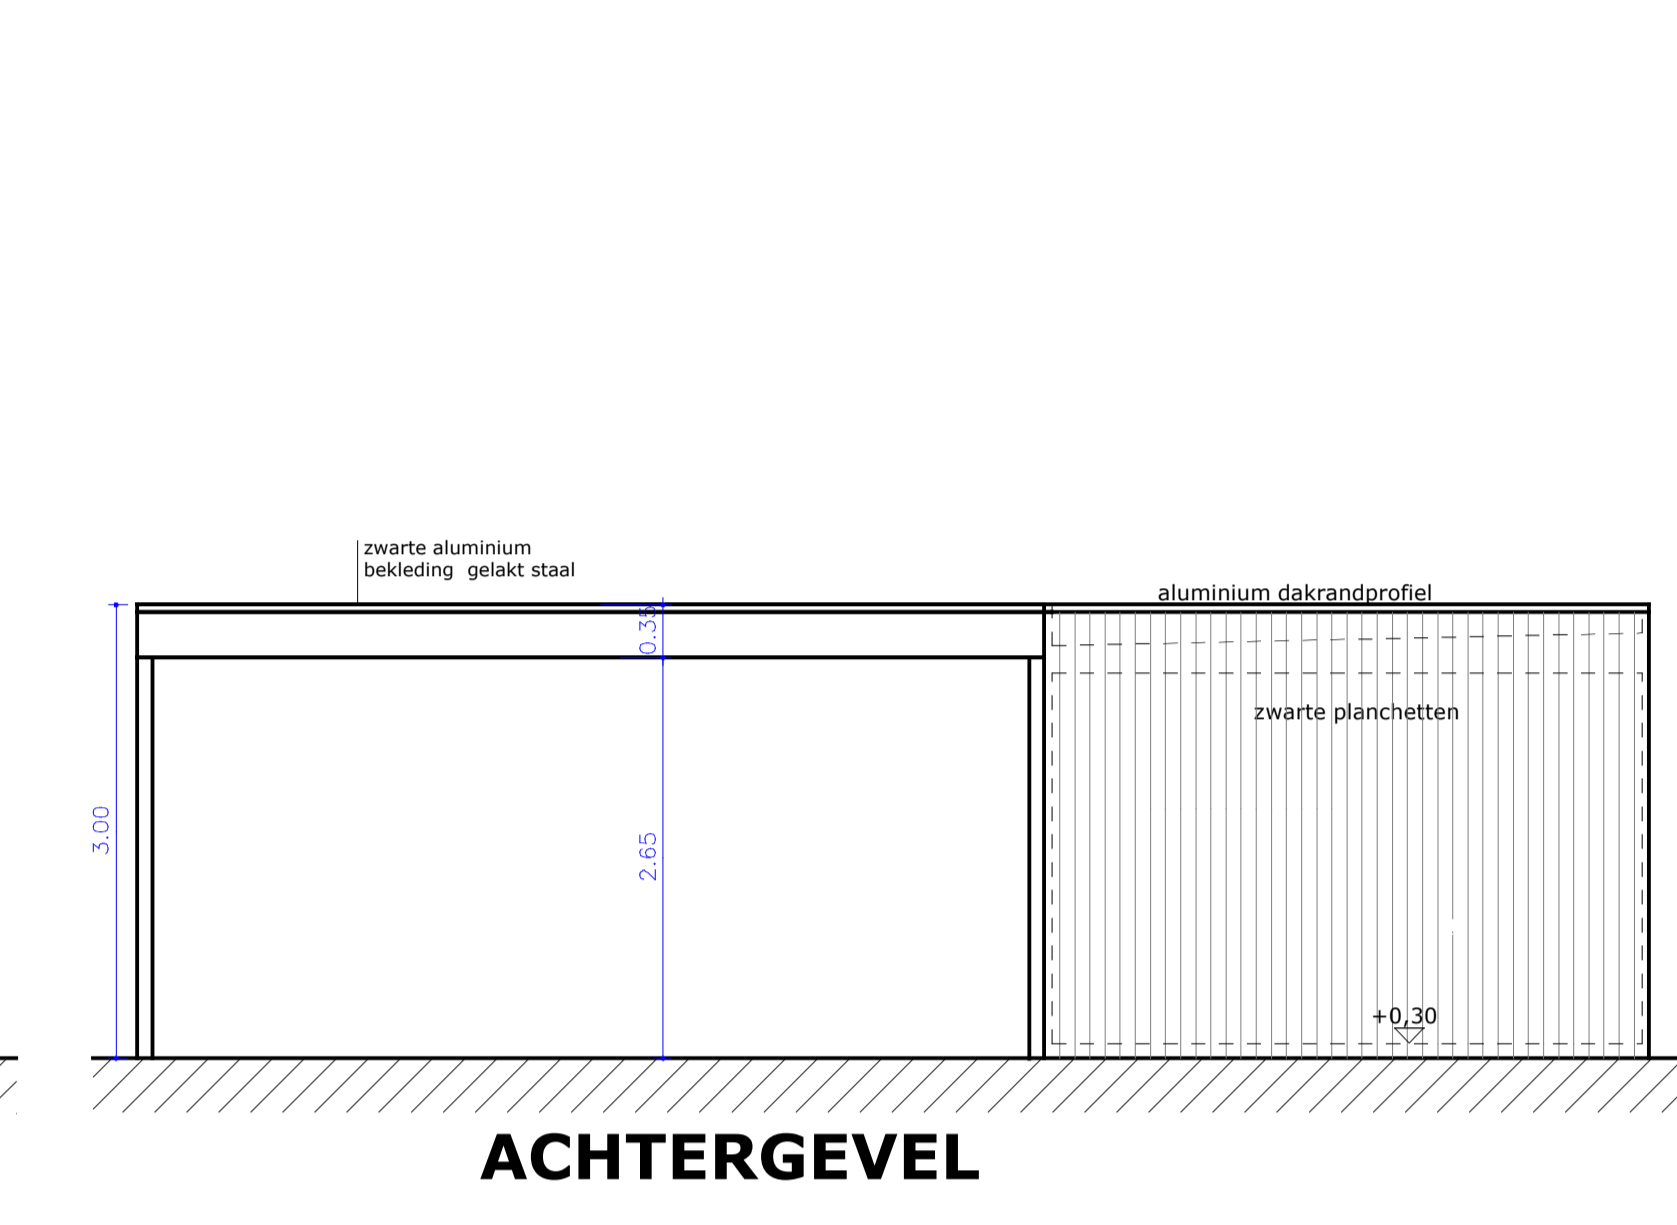 zwarte aluminium
bekleding gelakt staal
aluminium dakrandprofiel
0.35
zwarte planchetten
3.00
2.65
+0,30
ACHTERGEVEL